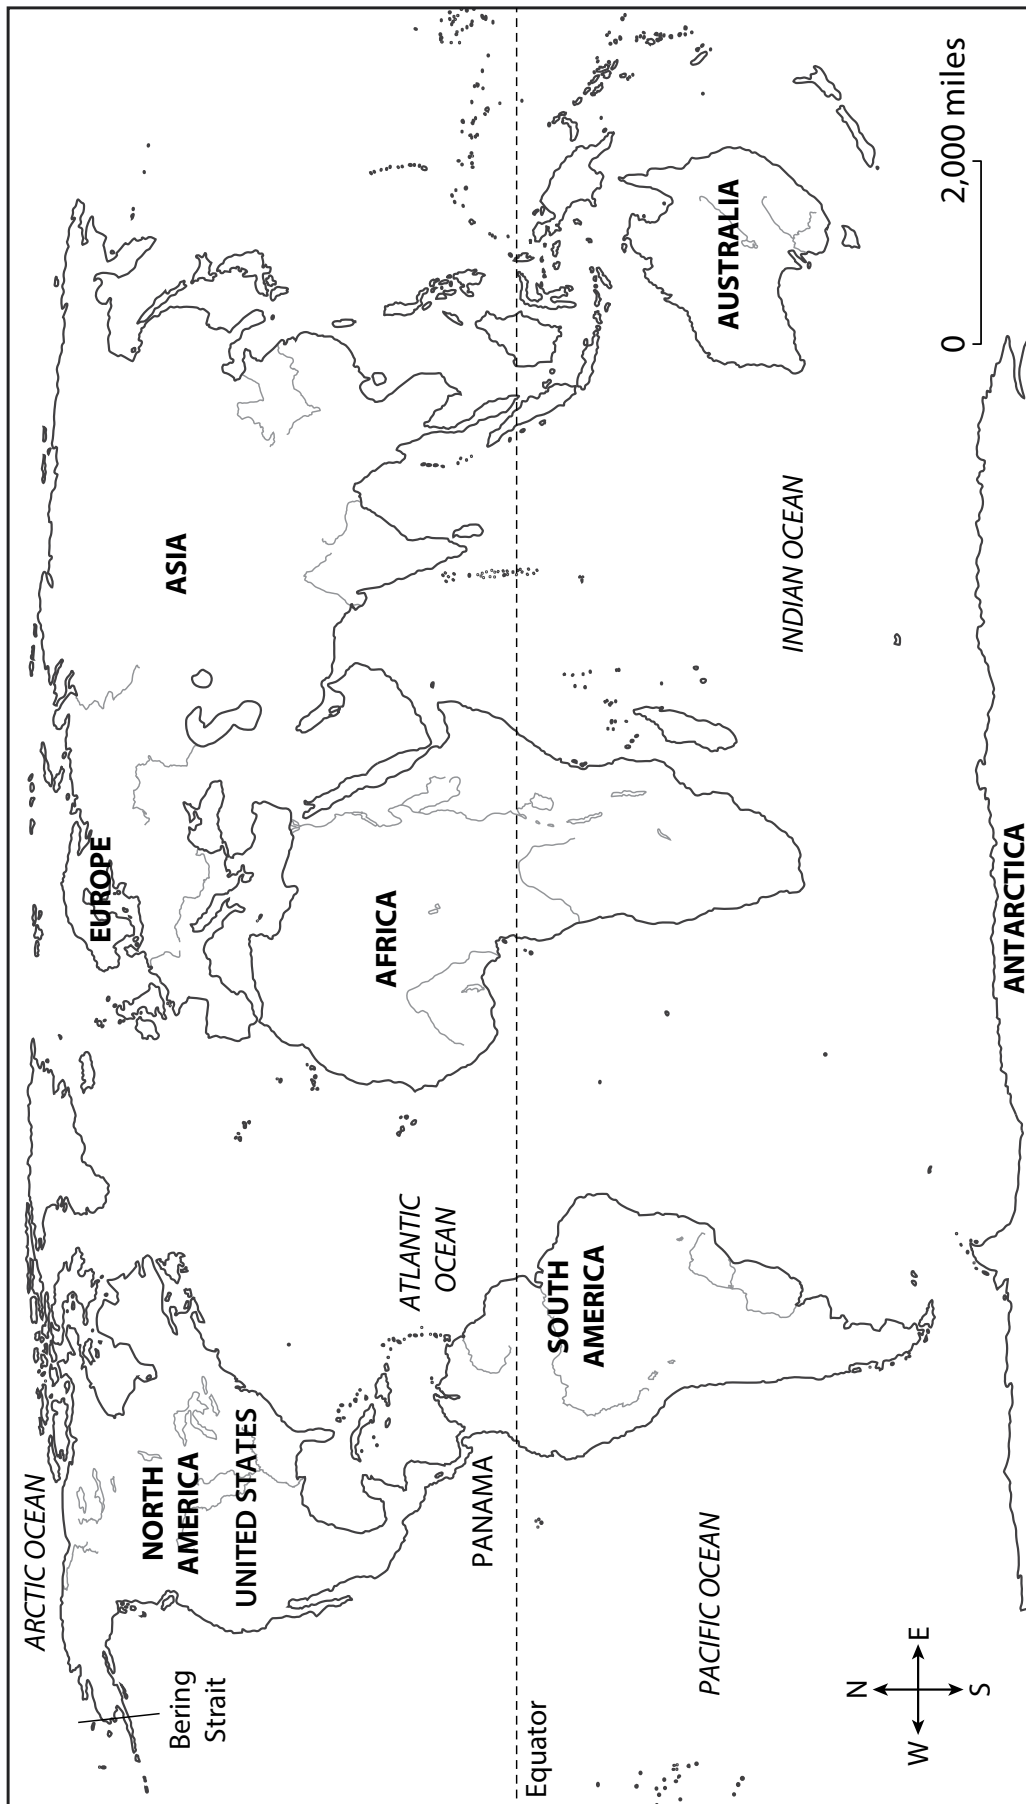 ARCTIC OCEAN
Bering
Strait
NORTH
AMERICA
UNITED STATES
PANAMA
ATLANTIC
OCEAN
SOUTH
AMERICA
PACIFIC OCEAN
Equator
EUROPE
ASIA
AFRICA
INDIAN OCEAN
AUSTRALIA
ANTARCTICA
N
W
E
S
0
2,000 miles